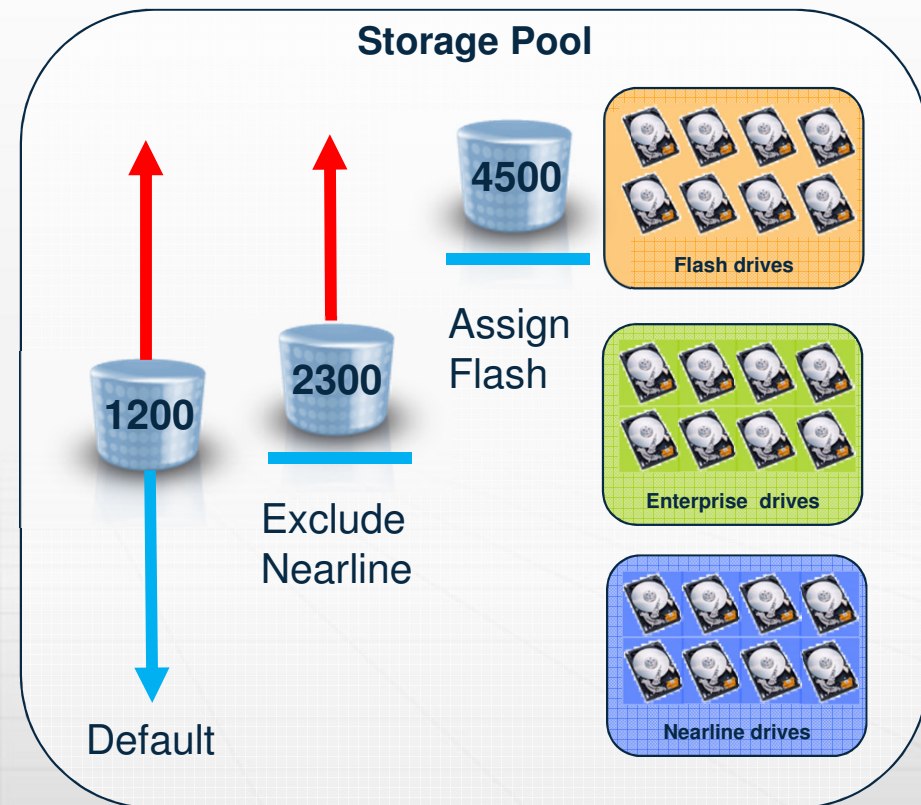 Storage Pool
4500
Flash drives
Assign
Flash
2300
1200
Exclude
Nearline
Enterprise drives
Default
Nearline drives